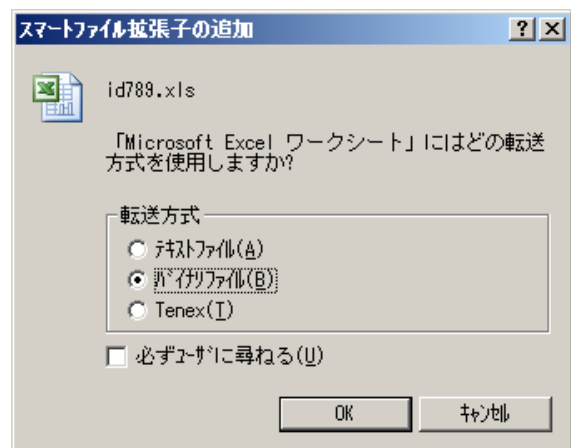 スマートファイル拡張子の追加
id789.xls
「Microsoft Excel ワークシート」にはどの転送
方式を使用しますか?
転送方式
ﾃｷｽﾄﾌｧｲﾙ(A)
ﾊﾞｲﾅﾘﾌｧｲﾙ(B)
Tenex(T)
必ずﾕｰｻﾞに尋ねる(U)
OK
ｷｬﾝｾﾙ